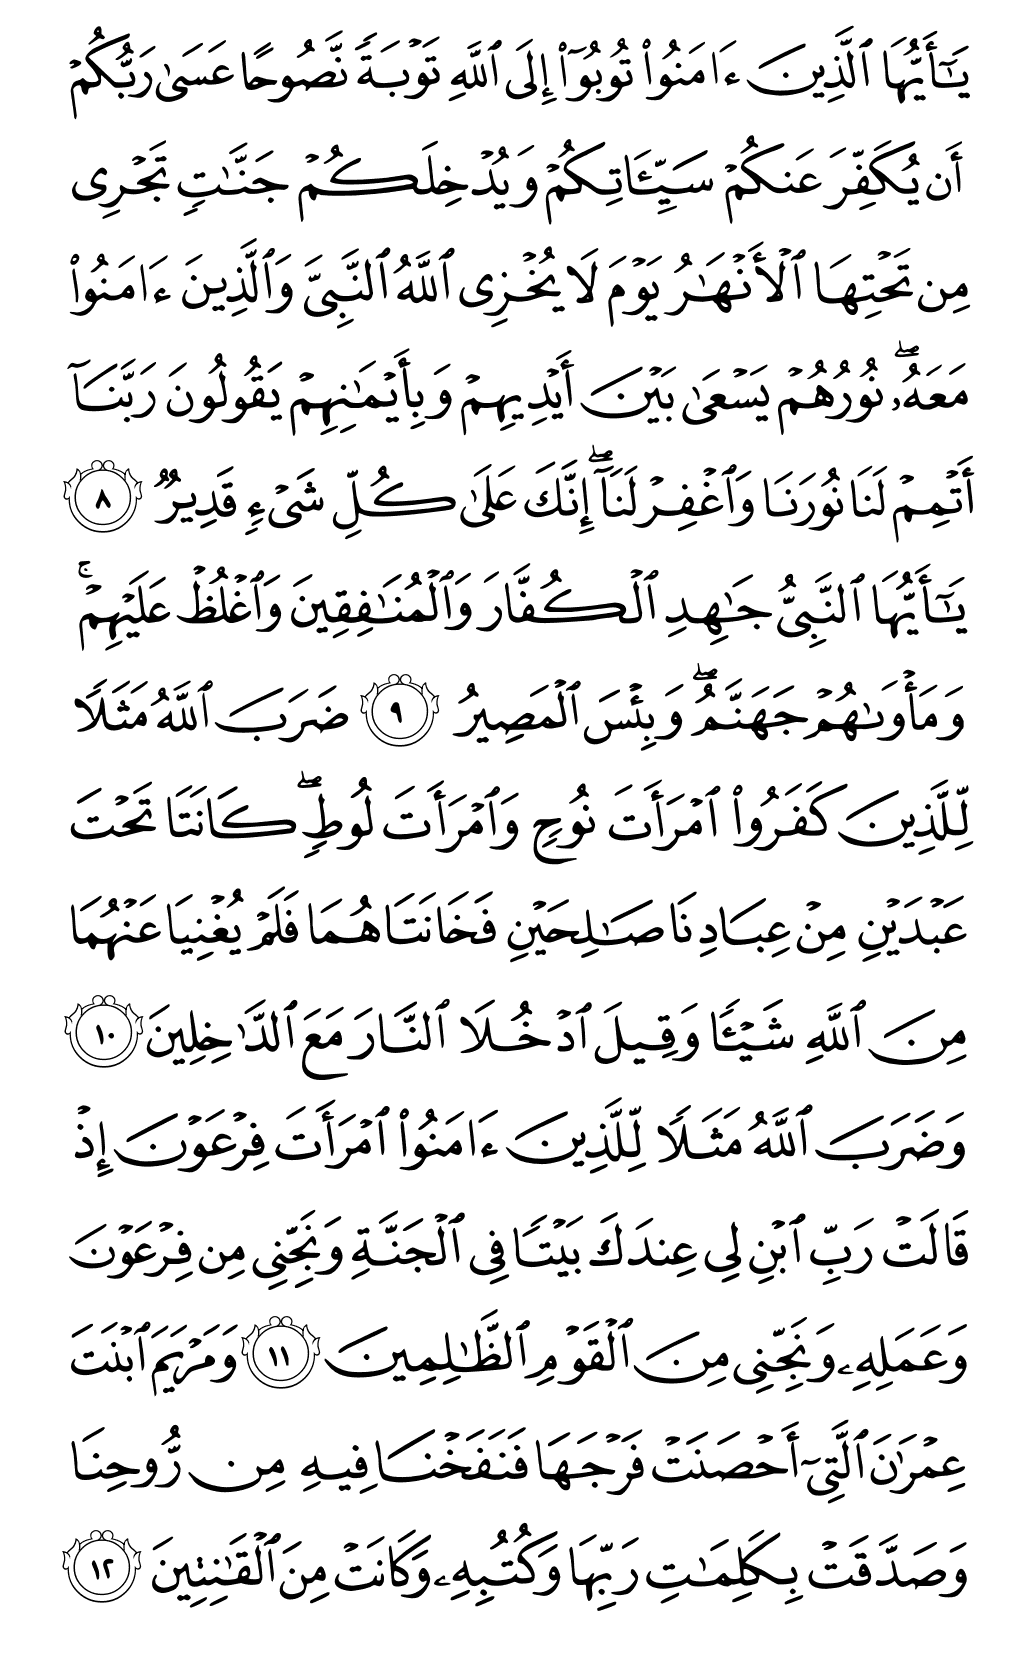 يَـٰٓأَيُّهَا ٱلَّذِينَ ءَامَنُوا۟ تُوبُوٓا۟ إِلَى ٱللَّهِ تَوْبَةً نَّصُوحًا عَسَىٰ رَبُّكُمْ
أَن يُكَفِّرَ عَنكُمْ سَيِّـَٔاتِكُمْ وَيُدْخِلَكُمْ جَنَّـٰتٍ تَجْرِى
مِن تَحْتِهَا ٱلْأَنْهَـٰرُ يَوْمَ لَا يُخْزِى ٱللَّهُ ٱلنَّبِىَّ وَٱلَّذِينَ ءَامَنُوا۟
مَعَهُۥ ۖ نُورُهُمْ يَسْعَىٰ بَيْنَ أَيْدِيهِمْ وَبِأَيْمَـٰنِهِمْ يَقُولُونَ رَبَّنَآ
أَتْمِمْ لَنَا نُورَنَا وَٱغْفِرْ لَنَآ ۖ إِنَّكَ عَلَىٰ كُلِّ شَىْءٍ قَدِيرٌ ٨
يَـٰٓأَيُّهَا ٱلنَّبِىُّ جَـٰهِدِ ٱلْكُفَّارَ وَٱلْمُنَـٰفِقِينَ وَٱغْلُظْ عَلَيْهِمْ ۚ
وَمَأْوَىٰهُمْ جَهَنَّمُ ۖ وَبِئْسَ ٱلْمَصِيرُ ٩ ضَرَبَ ٱللَّهُ مَثَلًا
لِّلَّذِينَ كَفَرُوا۟ ٱمْرَأَتَ نُوحٍ وَٱمْرَأَتَ لُوطٍ ۖ كَانَتَا تَحْتَ
عَبْدَيْنِ مِنْ عِبَادِنَا صَـٰلِحَيْنِ فَخَانَتَاهُمَا فَلَمْ يُغْنِيَا عَنْهُمَا
مِنَ ٱللَّهِ شَيْـًٔا وَقِيلَ ٱدْخُلَا ٱلنَّارَ مَعَ ٱلدَّٰخِلِينَ ١٠
وَضَرَبَ ٱللَّهُ مَثَلًا لِّلَّذِينَ ءَامَنُوا۟ ٱمْرَأَتَ فِرْعَوْنَ إِذْ
قَالَتْ رَبِّ ٱبْنِ لِى عِندَكَ بَيْتًا فِى ٱلْجَنَّةِ وَنَجِّنِى مِن فِرْعَوْنَ
وَعَمَلِهِۦ وَنَجِّنِى مِنَ ٱلْقَوْمِ ٱلظَّـٰلِمِينَ ١١ وَمَرْيَمَ ٱبْنَتَ
عِمْرَٰنَ ٱلَّتِىٓ أَحْصَنَتْ فَرْجَهَا فَنَفَخْنَا فِيهِ مِن رُّوحِنَا
وَصَدَّقَتْ بِكَلِمَـٰتِ رَبِّهَا وَكُتُبِهِۦ وَكَانَتْ مِنَ ٱلْقَـٰنِتِينَ ١٢